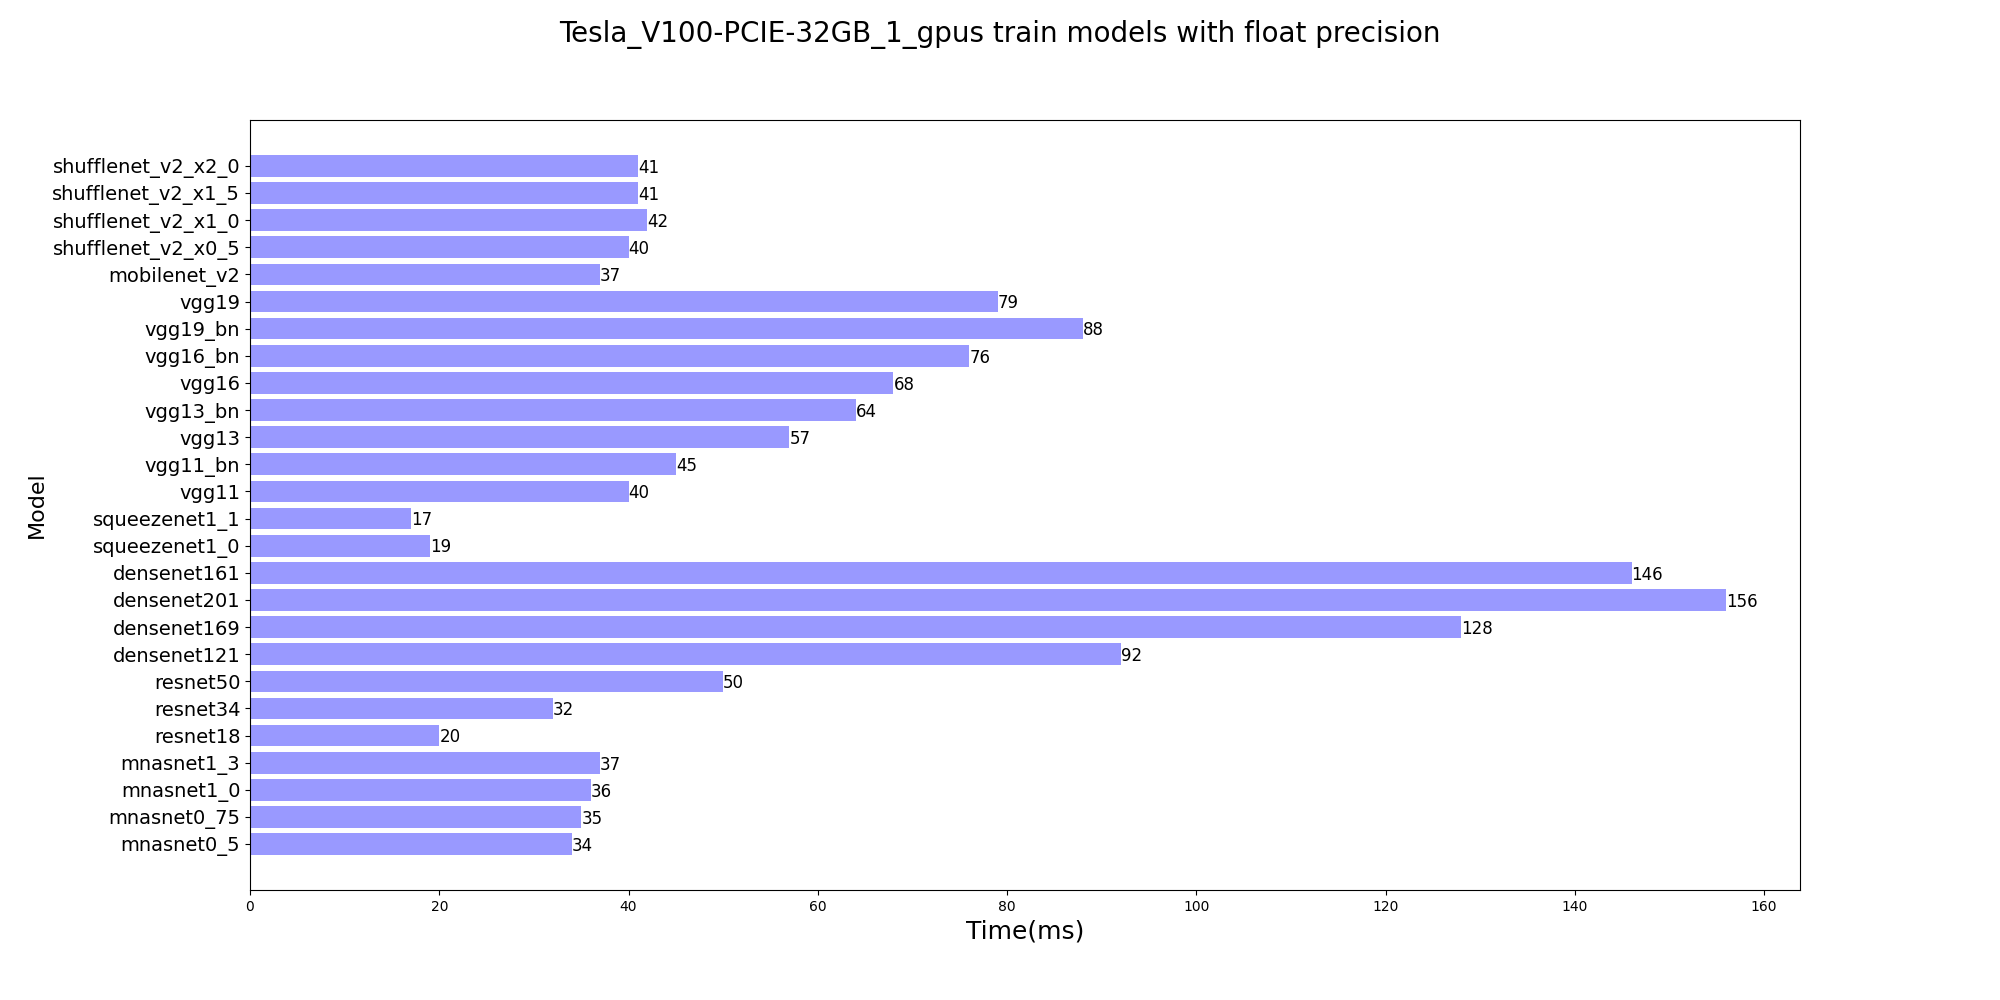 Tesla_V100-PCIE-32GB_1_gpus train models with float precision
shufflenet_v2_x2_0 41
shufflenet_v2_x1_5 41
shufflenet_v2_x1_0 42
shufflenet_v2_x0_5 40
mobilenet_v2 37
vgg19 79
vgg19_bn 88
vgg16_bn 76
vgg16 68
vgg13_bn 64
vgg13 57
vgg11_bn 45
vgg11 40
squeezenet1_1 17
squeezenet1_0 19
densenet161 146
densenet201 156
densenet169 128
densenet121 92
resnet50 50
resnet34 32
resnet18 20
mnasnet1_3 37
mnasnet1_0 36
mnasnet0_75 35
mnasnet0_5 34
Model
0 20 40 60 80 100 120 140 160
Time(ms)